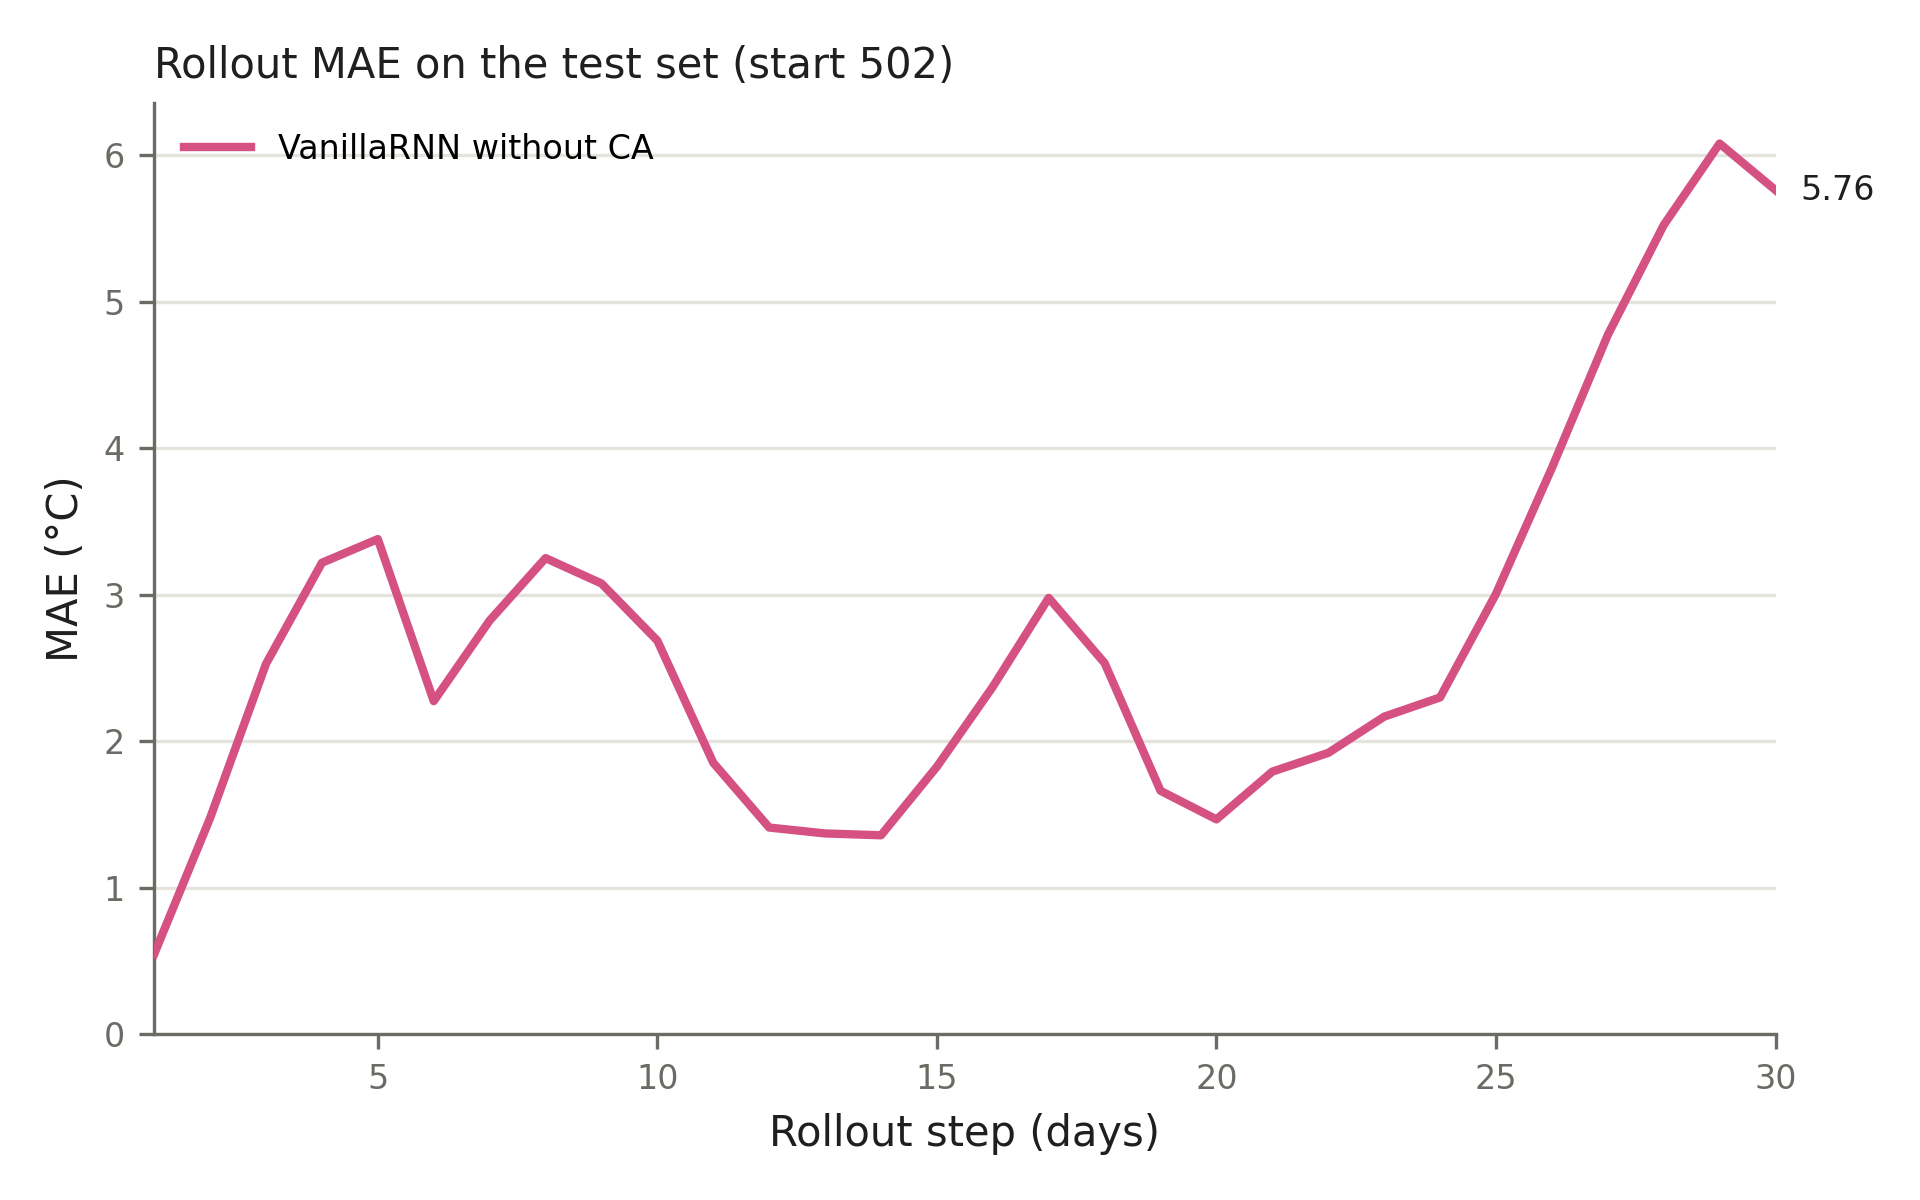 Rollout MAE on the test set (start 502)
VanillaRNN without CA
6
5
4
3
2
1
0
MAE (°C)
5.76
5 10 15 20 25 30
Rollout step (days)